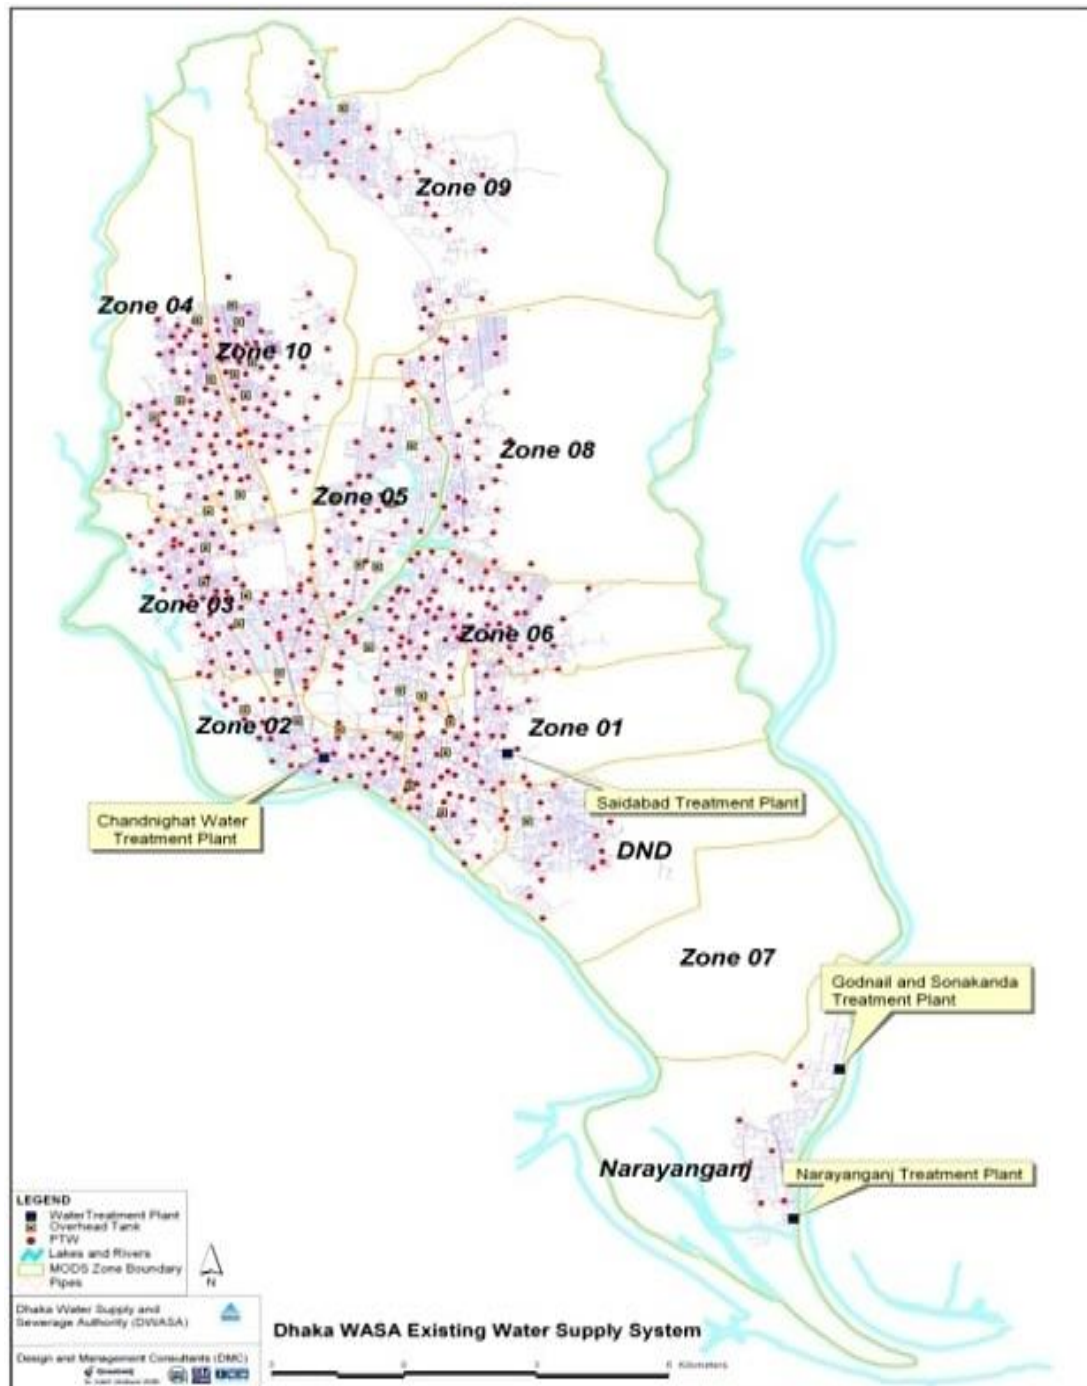 Zone 09
Zone 04
Zone 10
Zone 08
Zone 05
Zone 03
Zone 06
Zone 02
Zone 01
Saidabad Treatment Plant
Chandnighat Water
Treatment Plant
DND
Zone 07
Godnail and Sonakanda
Treatment Plant
Narayanganj
Narayanganj Treatment Plant
LEGEND
WaterTreatment Plant
Overhead Tank
PTW
Lakes and Rivers
MODS Zone Boundary
Pipes
N
Dhaka Water Supply and
Sewerage Authority (DWASA)
Dhaka WASA Existing Water Supply System
Design and Management Consultants (DMC)
Kilometers